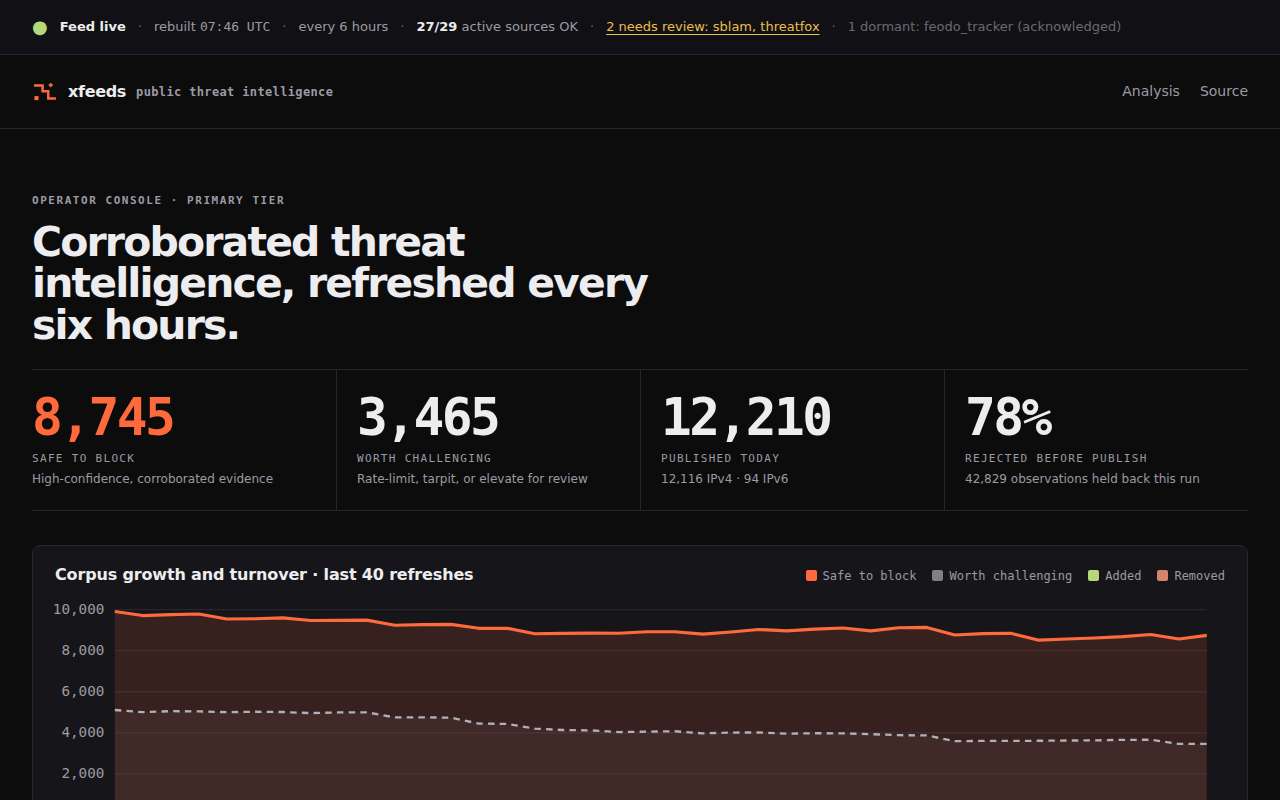 Feed live · rebuilt 07:46 UTC · every 6 hours · 27/29 active sources OK · 2 needs review: sblam, threatfox · 1 dormant: feodo_tracker (acknowledged)
xfeeds public threat intelligence
Analysis Source
OPERATOR CONSOLE · PRIMARY TIER
Corroborated threat
intelligence, refreshed every
six hours.
8,745
SAFE TO BLOCK
High-confidence, corroborated evidence
3,465
WORTH CHALLENGING
Rate-limit, tarpit, or elevate for review
12,210
PUBLISHED TODAY
12,116 IPv4 · 94 IPv6
78%
REJECTED BEFORE PUBLISH
42,829 observations held back this run
Corpus growth and turnover · last 40 refreshes
Safe to block Worth challenging Added Removed
10,000
8,000
6,000
4,000
2,000